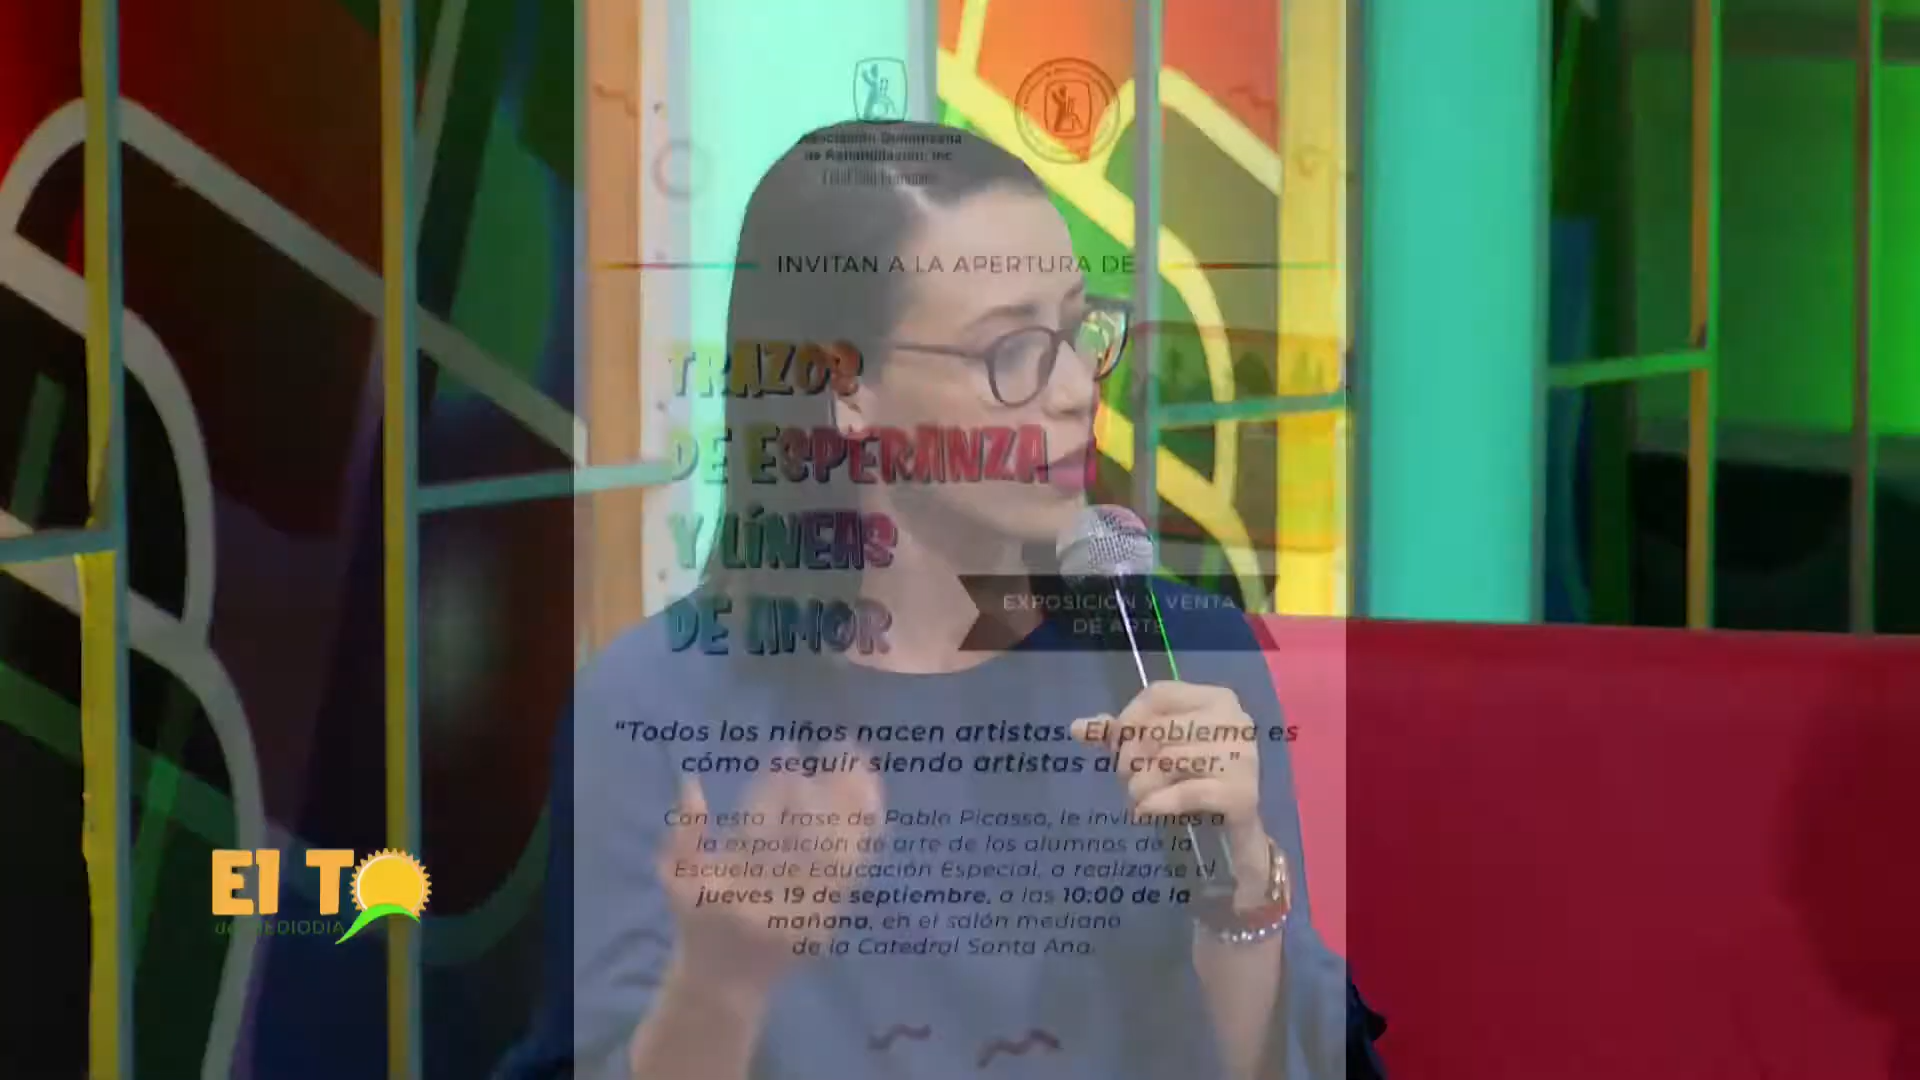 Asociación Dominicana
de Rehabilitación, Inc.
INVITAN A LA APERTURA DE
TRAZOS
DE ESPERANZA
Y LÍNEAS
DE AMOR
EXPOSICIÓN Y VENTA
DE ARTE
"Todos los niños nacen artistas. El problema es
cómo seguir siendo artistas al crecer."
Con esta frase de Pablo Picasso, le invitamos a
la exposición de arte de los alumnos de la
Escuela de Educación Especial, a realizarse el
jueves 19 de septiembre, a las 10:00 de la
mañana, en el salón mediano
de la Catedral Santa Ana.
El TO
del MEDIODIA